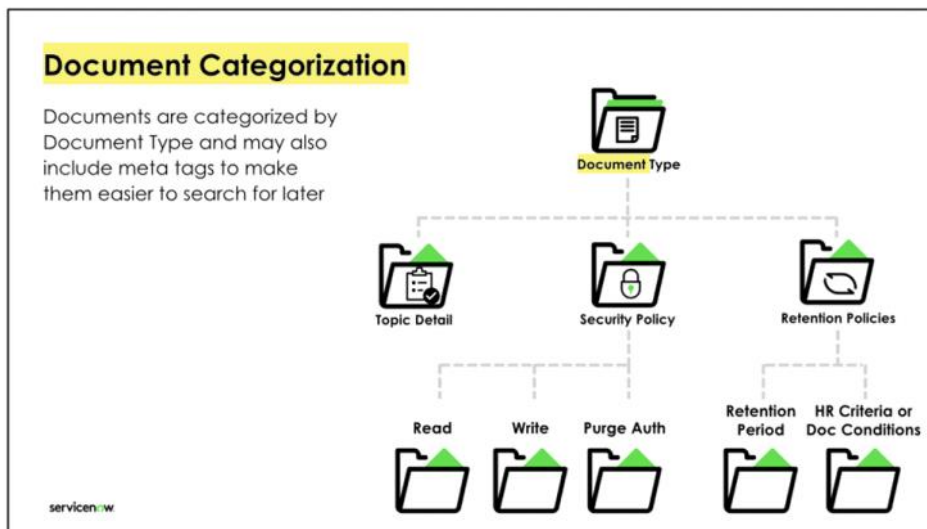 Document Categorization
Documents are categorized by
Document Type and may also
include meta tags to make
them easier to search for later
Document Type
Topic Detail
Security Policy
Retention Policies
Read
Write
Purge Auth
Retention
Period
HR Criteria or
Doc Conditions
servicenow